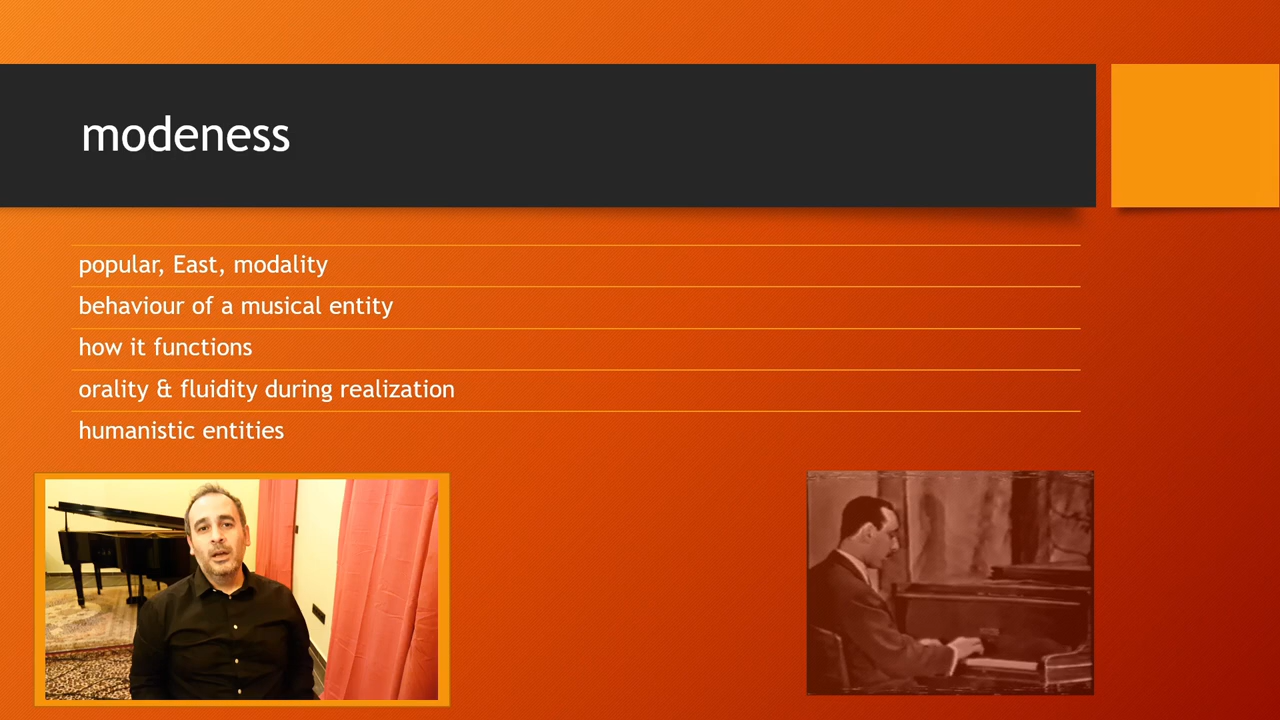 modeness
popular, East, modality
behaviour of a musical entity
how it functions
orality & fluidity during realization
humanistic entities